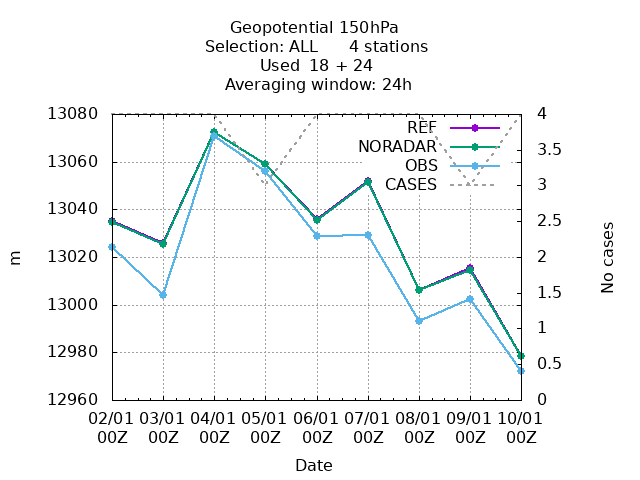 Geopotential 150hPa
Selection: ALL      4 stations
Used  18 + 24
Averaging window: 24h
13080
13060
13040
13020
13000
12980
12960
m
4
3.5
3
2.5
2
1.5
1
0.5
0
No cases
REF
NORADAR
OBS
CASES
02/01 03/01 04/01 05/01 06/01 07/01 08/01 09/01 10/01
00Z 00Z 00Z 00Z 00Z 00Z 00Z 00Z 00Z
Date